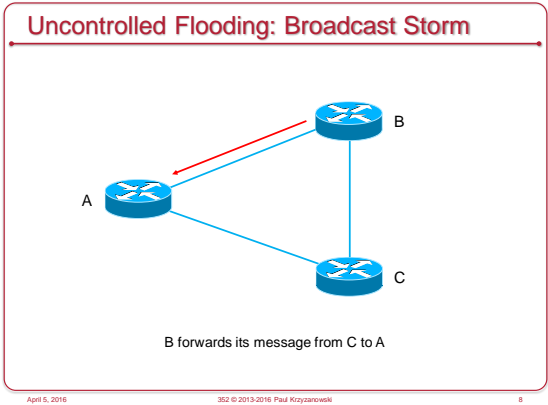 Uncontrolled Flooding: Broadcast Storm
B
A
C
B forwards its message from C to A
April 5, 2016
352 © 2013-2016 Paul Krzyzanowski
8